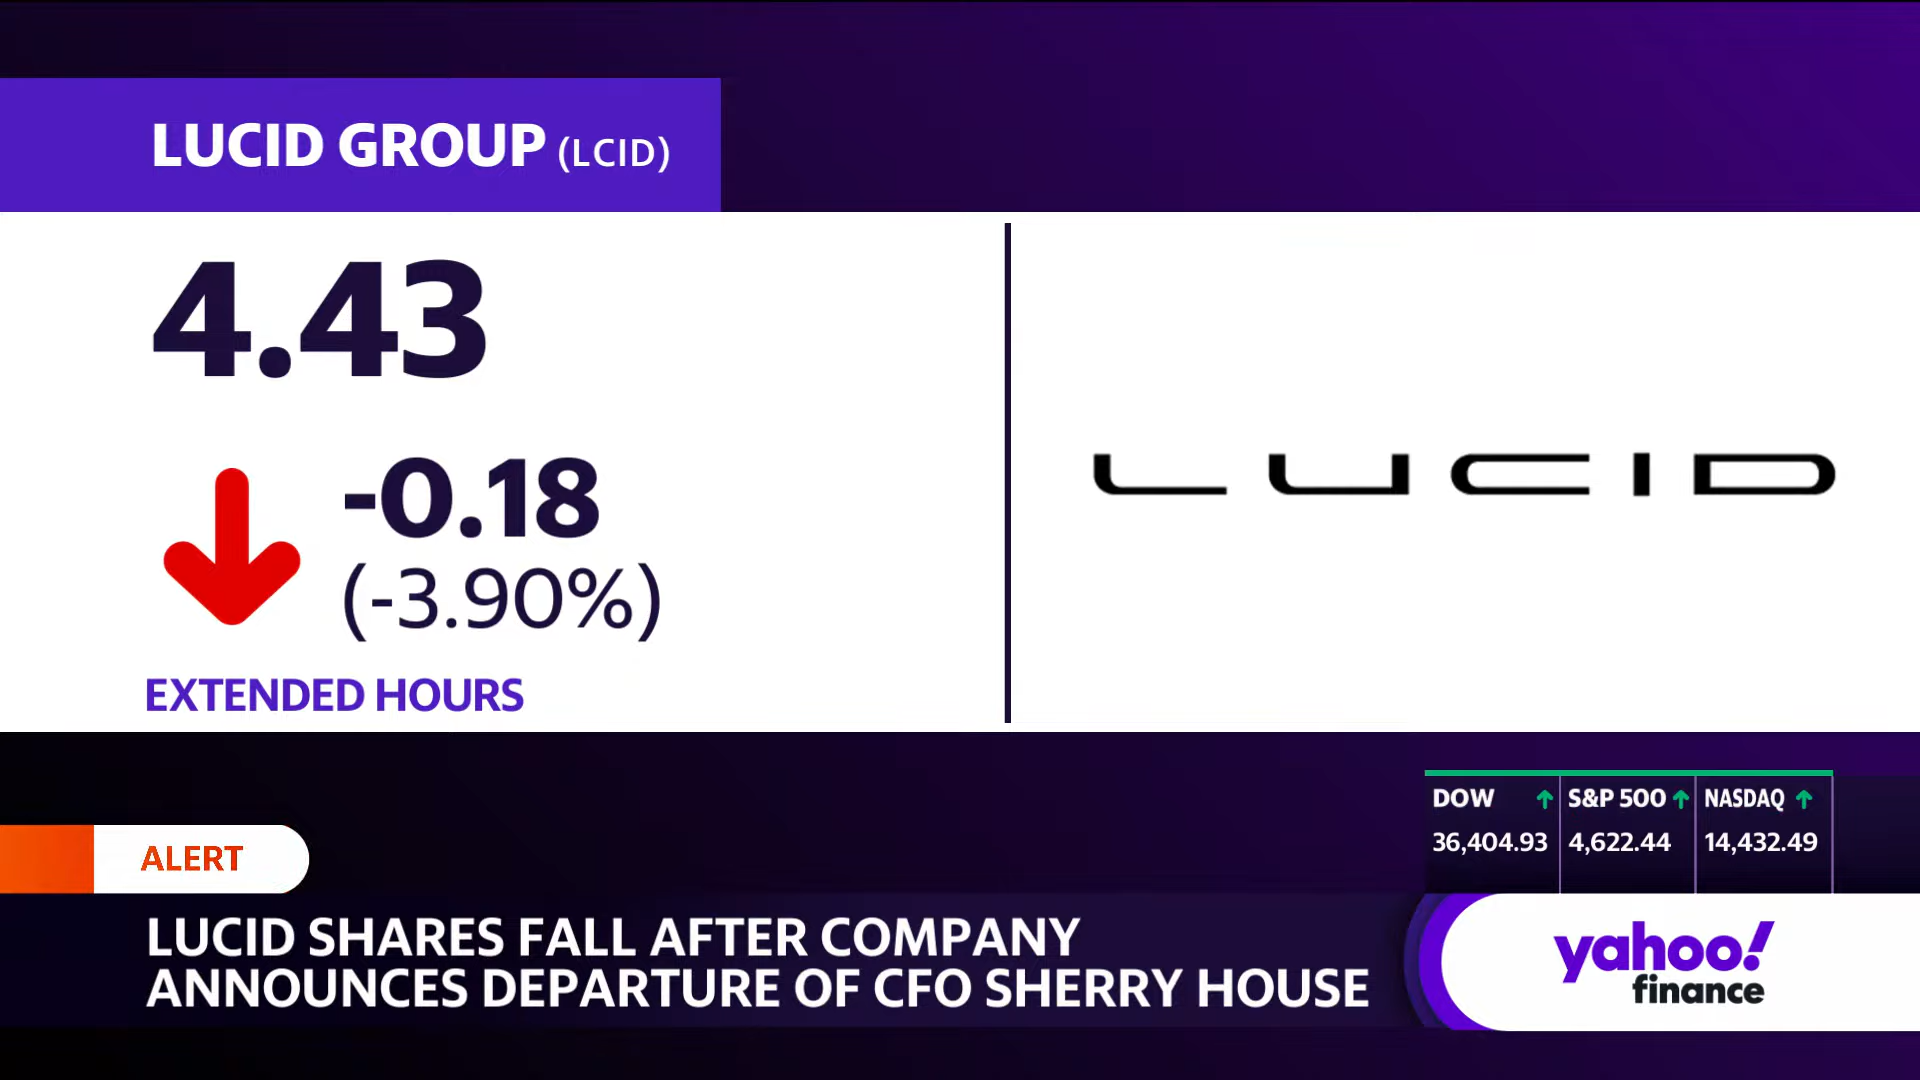 LUCID GROUP (LCID)
4.43
-0.18
(-3.90%)
EXTENDED HOURS
LUCID
DOW S&P 500 NASDAQ
36,404.93 4,622.44 14,432.49
ALERT
LUCID SHARES FALL AFTER COMPANY
ANNOUNCES DEPARTURE OF CFO SHERRY HOUSE
yahoo!
finance